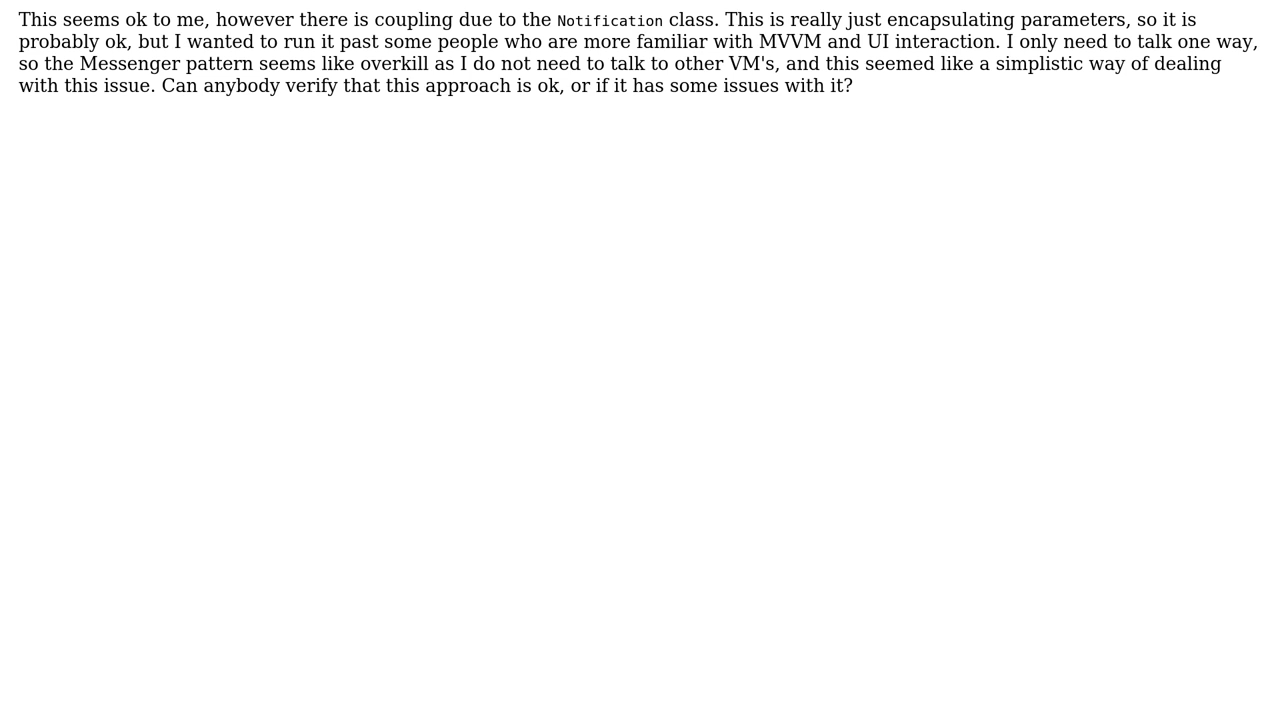 This seems ok to me, however there is coupling due to the Notification class. This is really just encapsulating parameters, so it is
probably ok, but I wanted to run it past some people who are more familiar with MVVM and UI interaction. I only need to talk one way,
so the Messenger pattern seems like overkill as I do not need to talk to other VM's, and this seemed like a simplistic way of dealing
with this issue. Can anybody verify that this approach is ok, or if it has some issues with it?